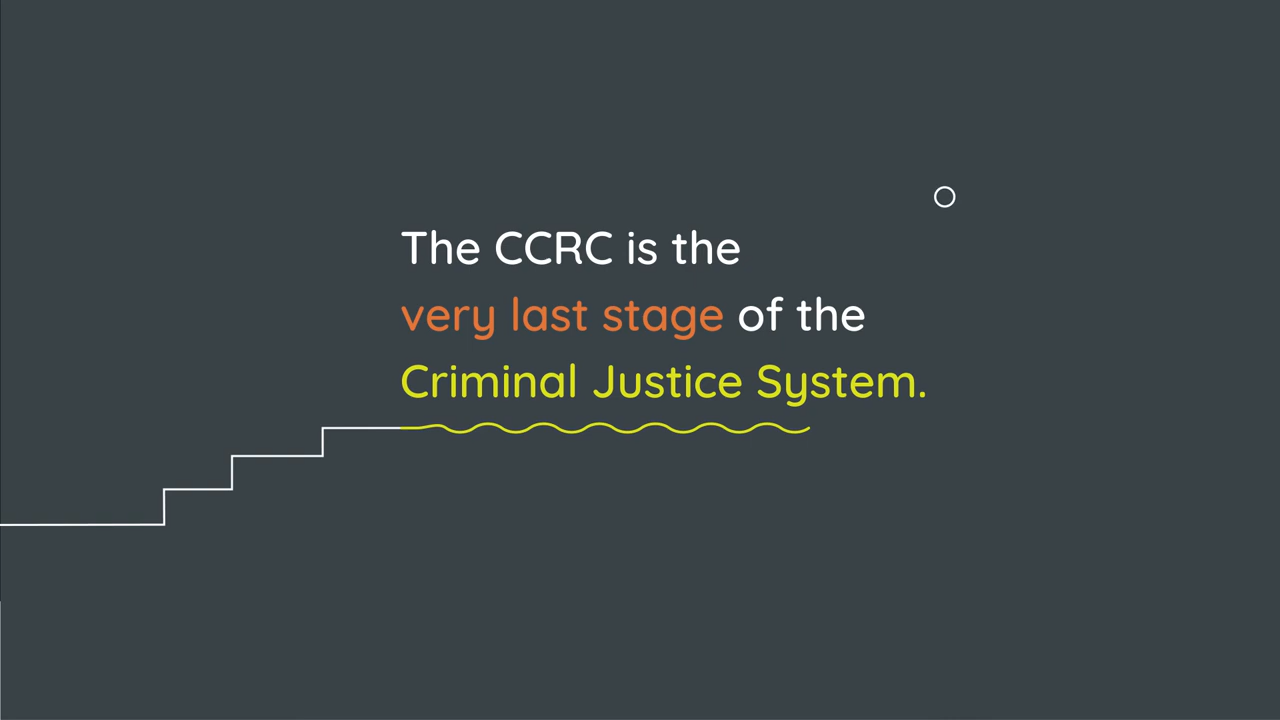 The CCRC is the
very last stage of the
Criminal Justice System.